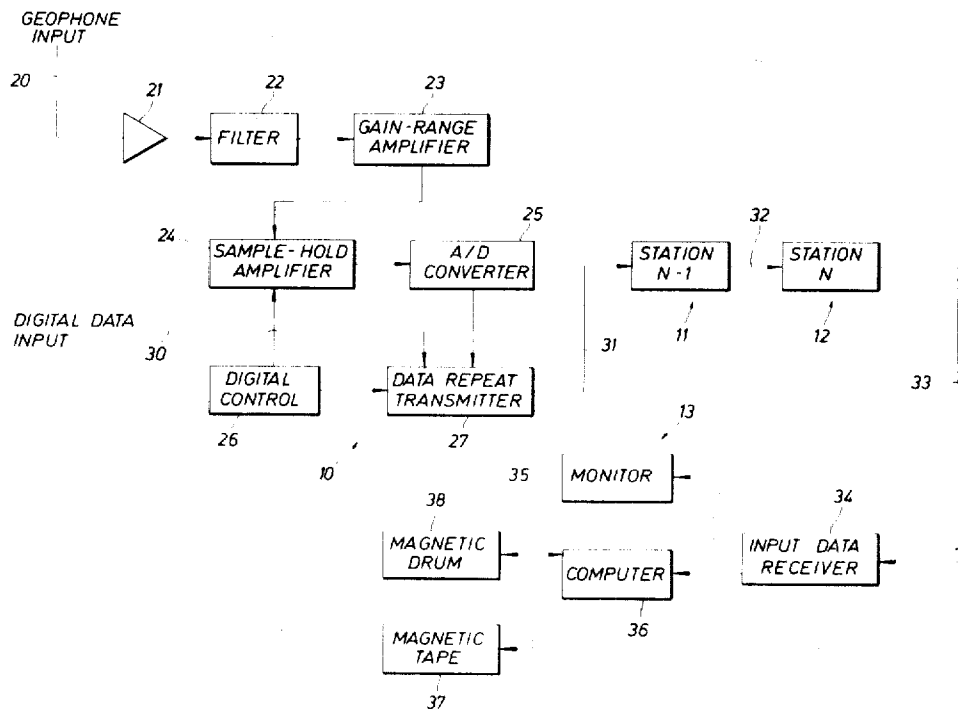 GEOPHONE
INPUT
20
21
22
23
FILTER
GAIN-RANGE
AMPLIFIER
24
SAMPLE-HOLD
AMPLIFIER
25
A/D
CONVERTER
STATION
N-1
32
STATION
N
DIGITAL DATA
INPUT
30
31
11
12
33
DIGITAL
CONTROL
26
DATA REPEAT
TRANSMITTER
27
10
13
35
MONITOR
38
MAGNETIC
DRUM
COMPUTER
36
34
INPUT DATA
RECEIVER
MAGNETIC
TAPE
37